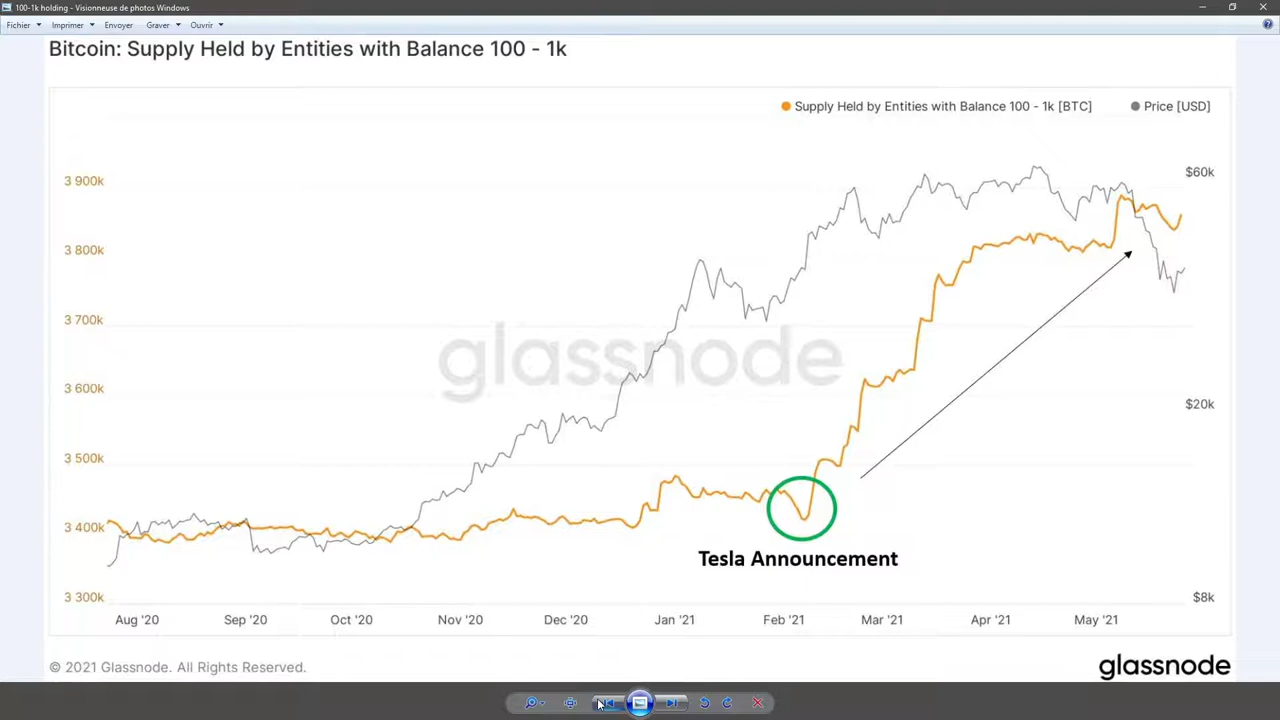 100-1k holding - Visionneuse de photos Windows
Fichier Imprimer Envoyer Graver Ouvrir
Bitcoin: Supply Held by Entities with Balance 100 - 1k
Supply Held by Entities with Balance 100 - 1k [BTC] Price [USD]
3 900k
$60k
3 800k
3 700k
glassnode
3 600k
$20k
3 500k
3 400k
Tesla Announcement
3 300k
$8k
Aug '20 Sep '20 Oct '20 Nov '20 Dec '20 Jan '21 Feb '21 Mar '21 Apr '21 May '21
© 2021 Glassnode. All Rights Reserved.
glassnode